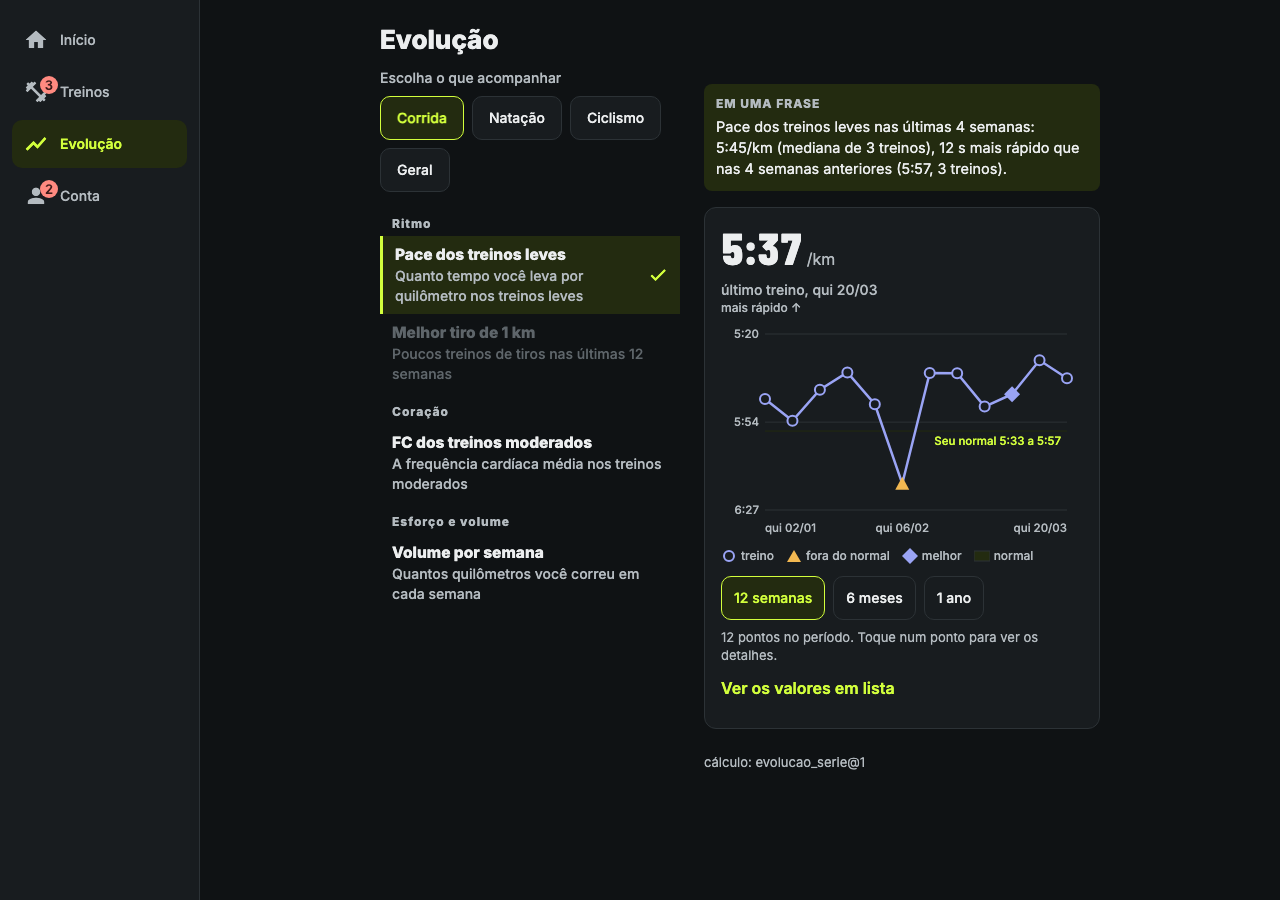 Início
3
Treinos
Evolução
2
Conta
Evolução
Escolha o que acompanhar
Corrida
Natação
Ciclismo
Geral
Ritmo
Pace dos treinos leves
Quanto tempo você leva por
quilômetro nos treinos leves
Melhor tiro de 1 km
Poucos treinos de tiros nas últimas 12
semanas
Coração
FC dos treinos moderados
A frequência cardíaca média nos treinos
moderados
Esforço e volume
Volume por semana
Quantos quilômetros você correu em
cada semana
EM UMA FRASE
Pace dos treinos leves nas últimas 4 semanas:
5:45/km (mediana de 3 treinos), 12 s mais rápido que
nas 4 semanas anteriores (5:57, 3 treinos).
5:37 /km
último treino, qui 20/03
mais rápido ↑
5:20
5:54
Seu normal 5:33 a 5:57
6:27
qui 02/01
qui 06/02
qui 20/03
treino
fora do normal
melhor
normal
12 semanas
6 meses
1 ano
12 pontos no período. Toque num ponto para ver os
detalhes.
Ver os valores em lista
cálculo: evolucao_serie@1